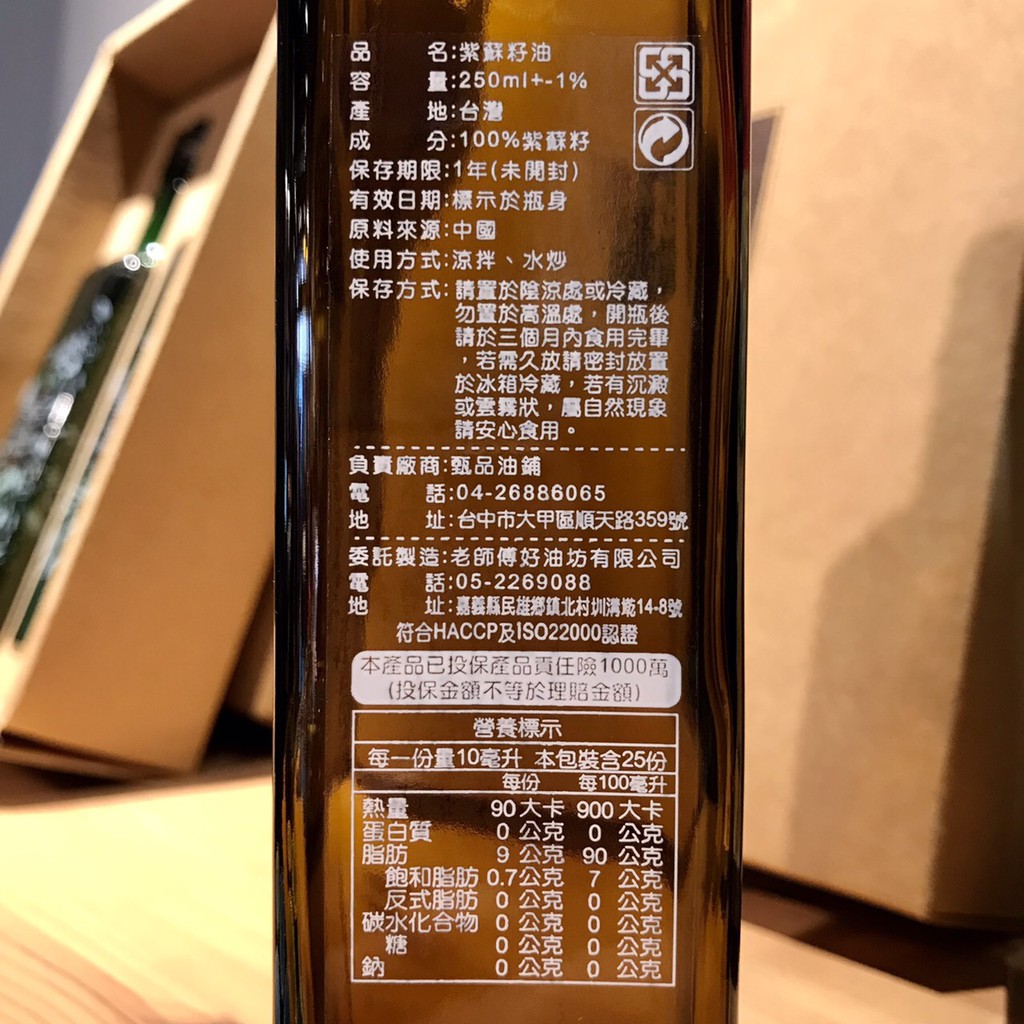 品名:紫蘇籽油
容量:250ml+-1%
產地:台灣
成分:100%紫蘇籽
保存期限:1年(未開封)
有效日期:標示於瓶身
原料來源:中國
使用方式:涼拌、水炒
保存方式:請置於陰涼處或冷藏,
勿置於高溫處,開瓶後
請於三個月內食用完畢
,若需久放請密封放置
於冰箱冷藏,若有沉澱
或雲霧狀,屬自然現象
請安心食用。
負責廠商:甄品油鋪
電話:04-26886065
地址:台中市大甲區順天路359號
委託製造:老師傅好油坊有限公司
電話:05-2269088
地址:嘉義縣民雄鄉鎮北村圳溝墘14-8號
符合HACCP及ISO22000認證
本產品已投保產品責任險1000萬
(投保金額不等於理賠金額)
營養標示
每一份量10毫升 本包裝含25份
每份 每100毫升
熱量 90大卡 900大卡
蛋白質 0 公克 0 公克
脂肪 9 公克 90 公克
飽和脂肪 0.7公克 7 公克
反式脂肪 0 公克 0 公克
碳水化合物 0 公克 0 公克
糖 0 公克 0 公克
鈉 0 公克 0 公克